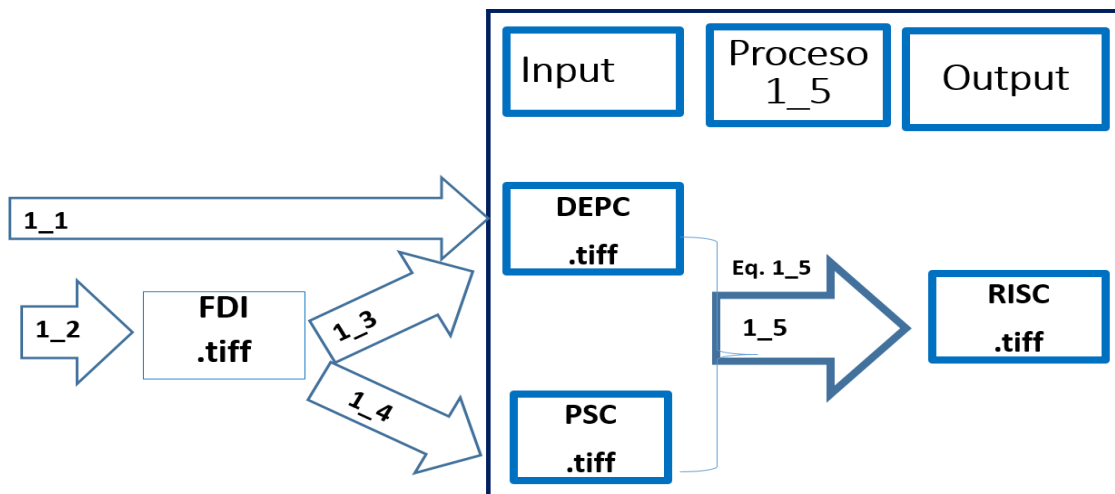 Input
Proceso
1_5
Output
1_1
DEPC
.tiff
1_2
FDI
.tiff
1_3
1_4
Eq. 1_5
1_5
RISC
.tiff
PSC
.tiff